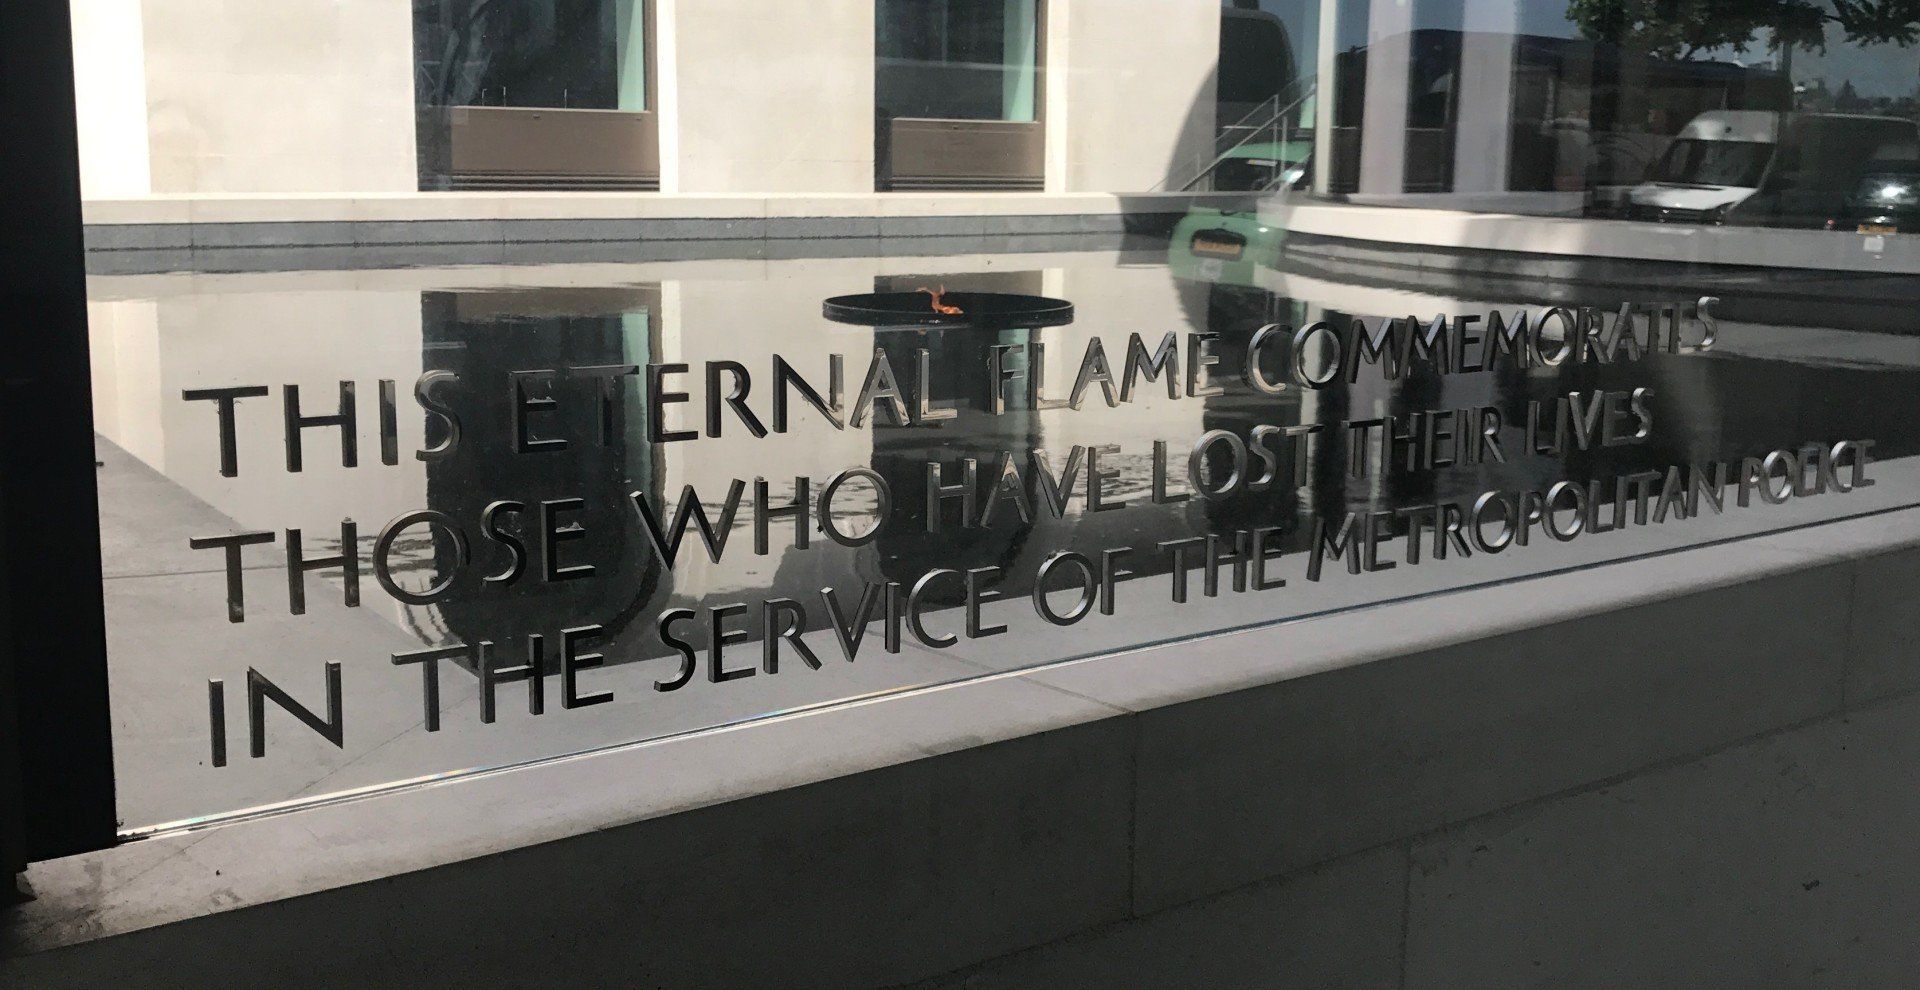 THIS ETERNAL FLAME COMMEMORATES
THOSE WHO HAVE LOST THEIR LIVES
IN THE SERVICE OF THE METROPOLITAN POLICE